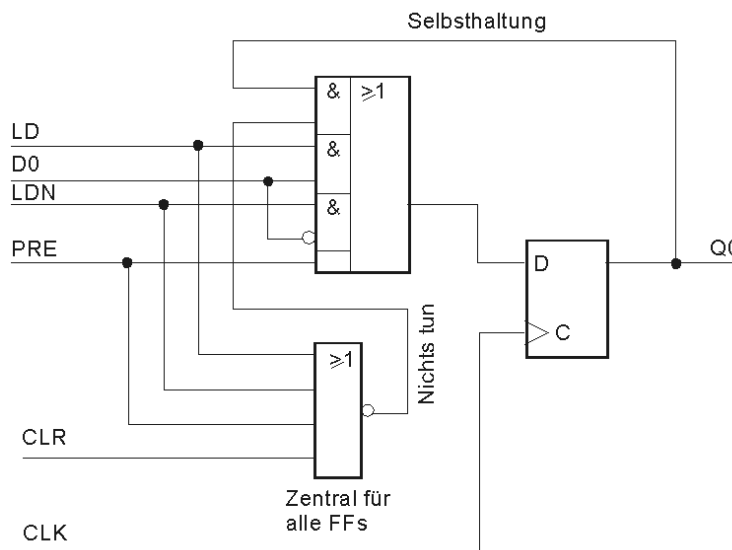 Selbsthaltung
&
≥1
LD
&
D0
LDN
&
PRE
D
Q0
C
Nichts tun
≥1
CLR
Zentral für
alle FFs
CLK